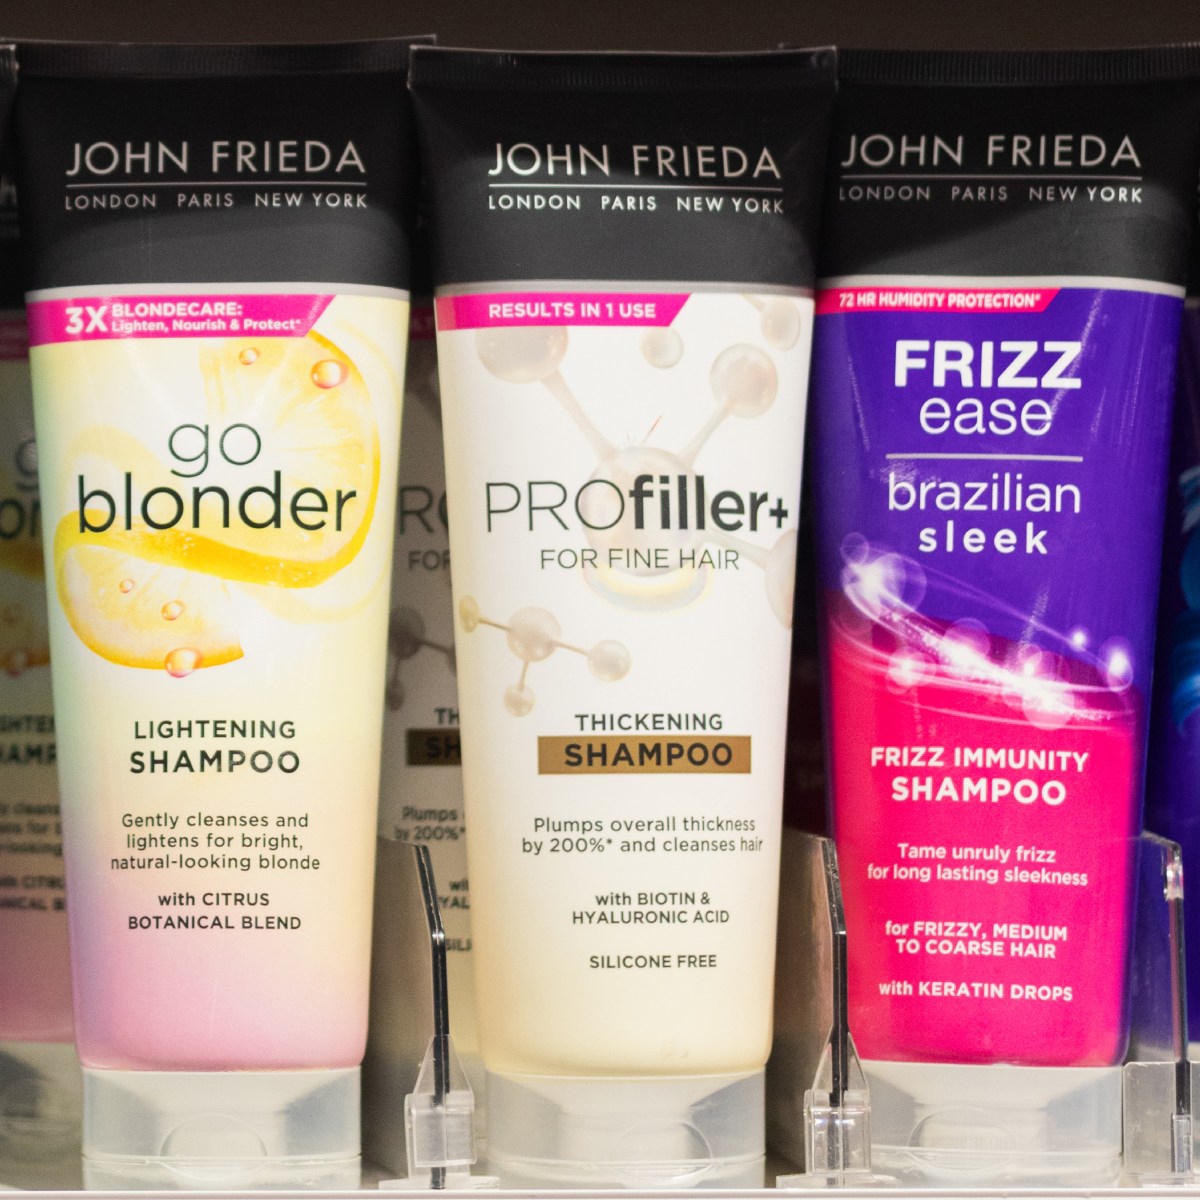 JOHN FRIEDA
LONDON PARIS NEW YORK
3X BLONDECARE:
Lighten, Nourish & Protect*
go
blonder
LIGHTENING
SHAMPOO
Gently cleanses and
lightens for bright,
natural-looking blonde
with CITRUS
BOTANICAL BLEND
JOHN FRIEDA
LONDON PARIS NEW YORK
RESULTS IN 1 USE
PROfiller+
FOR FINE HAIR
THICKENING
SHAMPOO
Plumps overall thickness
by 200%* and cleanses hair
with BIOTIN &
HYALURONIC ACID
SILICONE FREE
JOHN FRIEDA
LONDON PARIS NEW YORK
72 HR HUMIDITY PROTECTION*
FRIZZ
ease
brazilian
sleek
FRIZZ IMMUNITY
SHAMPOO
Tame unruly frizz
for long lasting sleekness
for FRIZZY, MEDIUM
TO COARSE HAIR
with KERATIN DROPS
Plumps
by 200%*